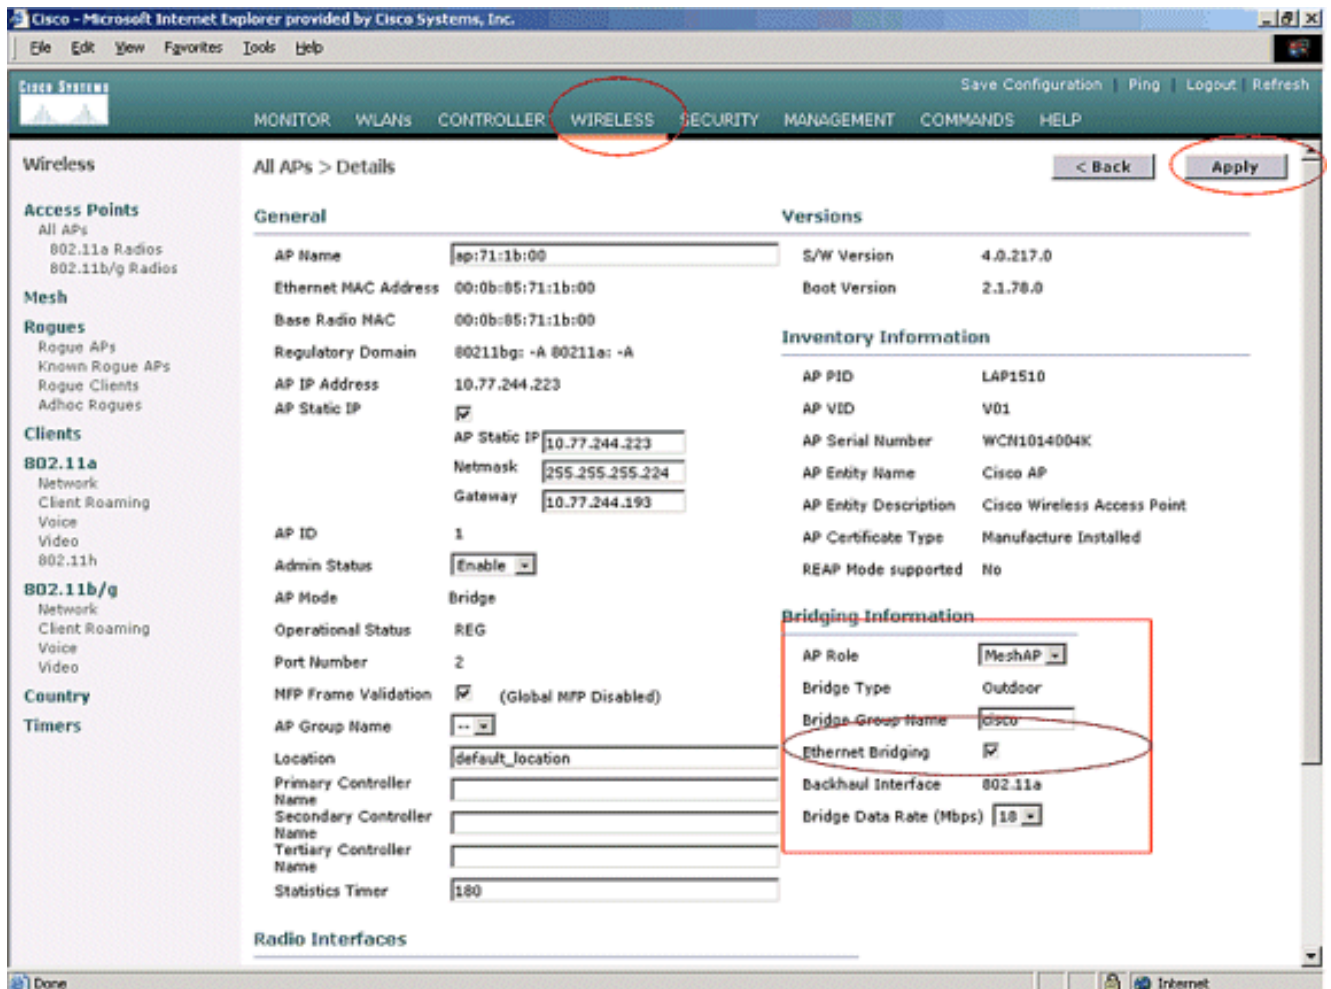 Cisco - Microsoft Internet Explorer provided by Cisco Systems, Inc.
File Edit View Favorites Tools Help
Cisco Systems
Save Configuration | Ping | Logout | Refresh
MONITOR WLANs CONTROLLER WIRELESS SECURITY MANAGEMENT COMMANDS HELP
Wireless
Access Points
All APs
802.11a Radios
802.11b/g Radios
Mesh
Rogues
Rogue APs
Known Rogue APs
Rogue Clients
Adhoc Rogues
Clients
802.11a
Network
Client Roaming
Voice
Video
802.11h
802.11b/g
Network
Client Roaming
Voice
Video
Country
Timers
All APs > Details
< Back Apply
General
AP Name ap:71:1b:00
Ethernet MAC Address 00:0b:85:71:1b:00
Base Radio MAC 00:0b:85:71:1b:00
Regulatory Domain 80211bg: -A 80211a: -A
AP IP Address 10.77.244.223
AP Static IP
AP Static IP 10.77.244.223
Netmask 255.255.255.224
Gateway 10.77.244.193
AP ID 1
Admin Status Enable
AP Mode Bridge
Operational Status REG
Port Number 2
MFP Frame Validation (Global MFP Disabled)
AP Group Name --
Location default_location
Primary Controller
Name
Secondary Controller
Name
Tertiary Controller
Name
Statistics Timer 180
Radio Interfaces
Versions
S/W Version 4.0.217.0
Boot Version 2.1.78.0
Inventory Information
AP PID LAP1510
AP VID V01
AP Serial Number WCN1014004K
AP Entity Name Cisco AP
AP Entity Description Cisco Wireless Access Point
AP Certificate Type Manufacture Installed
REAP Mode supported No
Bridging Information
AP Role MeshAP
Bridge Type Outdoor
Bridge Group Name cisco
Ethernet Bridging
Backhaul Interface 802.11a
Bridge Data Rate (Mbps) 18
Done
Internet